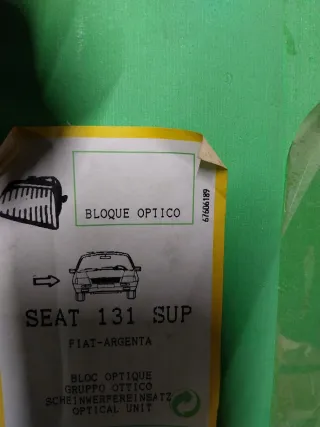 BLOQUE OPTICO
67606189
SEAT 131 SUP
FIAT-ARGENTA
BLOC OPTIQUE
GRUPPO OTTICO
SCHEINWERFEREINSATZ
OPTICAL UNIT